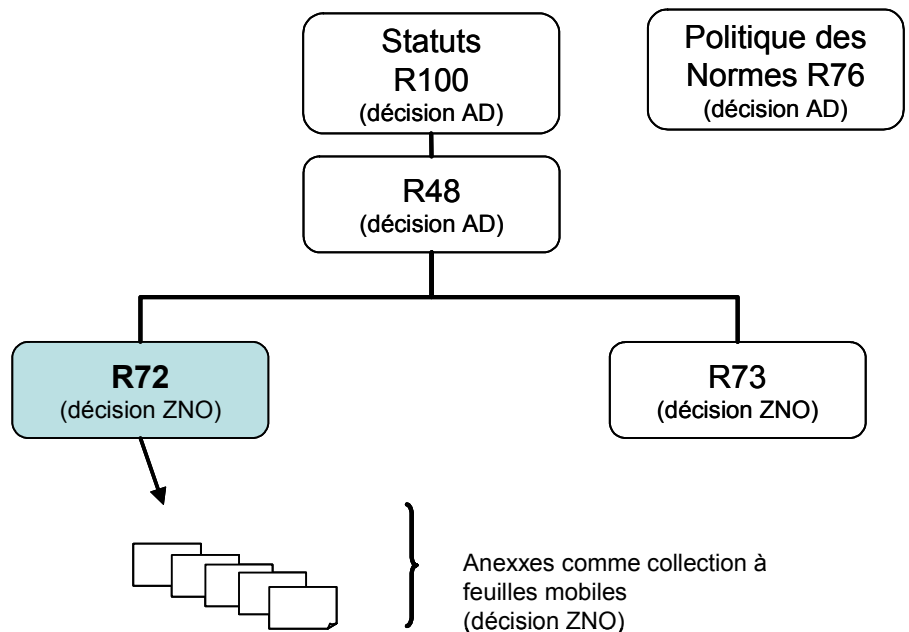 Statuts
R100
(décision AD)
Politique des
Normes R76
(décision AD)
R48
(décision AD)
R72
(décision ZNO)
R73
(décision ZNO)
Anexxes comme collection à
feuilles mobiles
(décision ZNO)